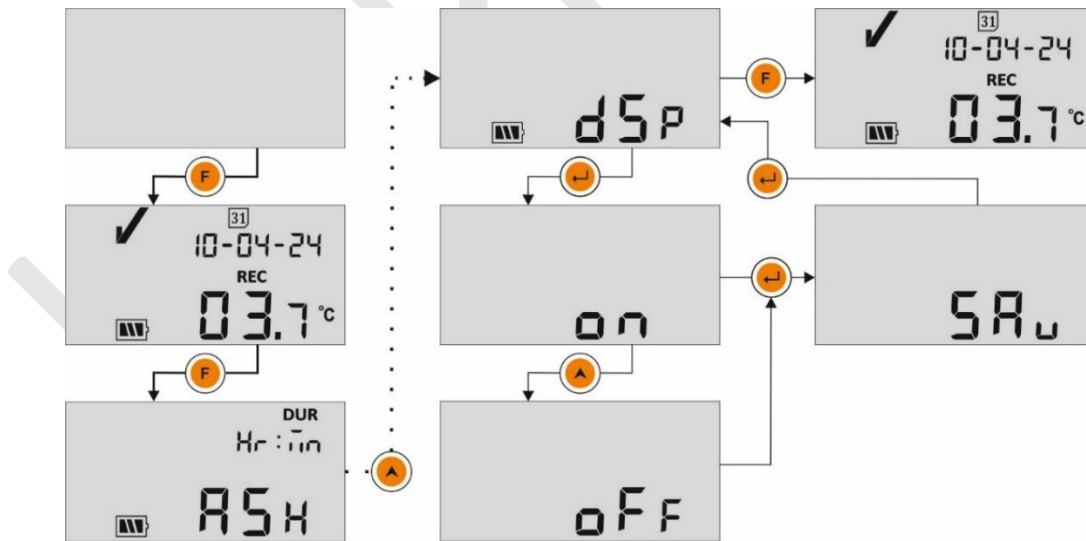 F
31
10-04-24
REC
03.7 °C
F
DUR
Hr:mn
ASH
dSP
F
31
10-04-24
REC
03.7 °C
on
SAv
oFF